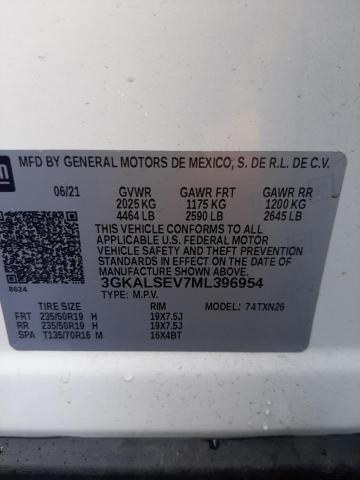 gm
MFD BY GENERAL MOTORS DE MEXICO, S. DE R.L. DE C.V.
06/21 GVWR GAWR FRT GAWR RR
2025 KG 1175 KG 1200 KG
4464 LB 2590 LB 2645 LB
THIS VEHICLE CONFORMS TO ALL APPLICABLE
U.S. FEDERAL MOTOR
VEHICLE SAFETY, BUMPER, AND THEFT
PREVENTION STANDARDS IN EFFECT ON THE
DATE OF MANUFACTURE SHOWN ABOVE.
3GKALSEV7ML396954
8624 TYPE: M.P.V. MODEL: 74TXN26
TIRE SIZE RIM
FRT 235/50R19 H 19X7.5J
RR 235/50R19 H 19X7.5J
SPA T135/70R16 M 16X4BT